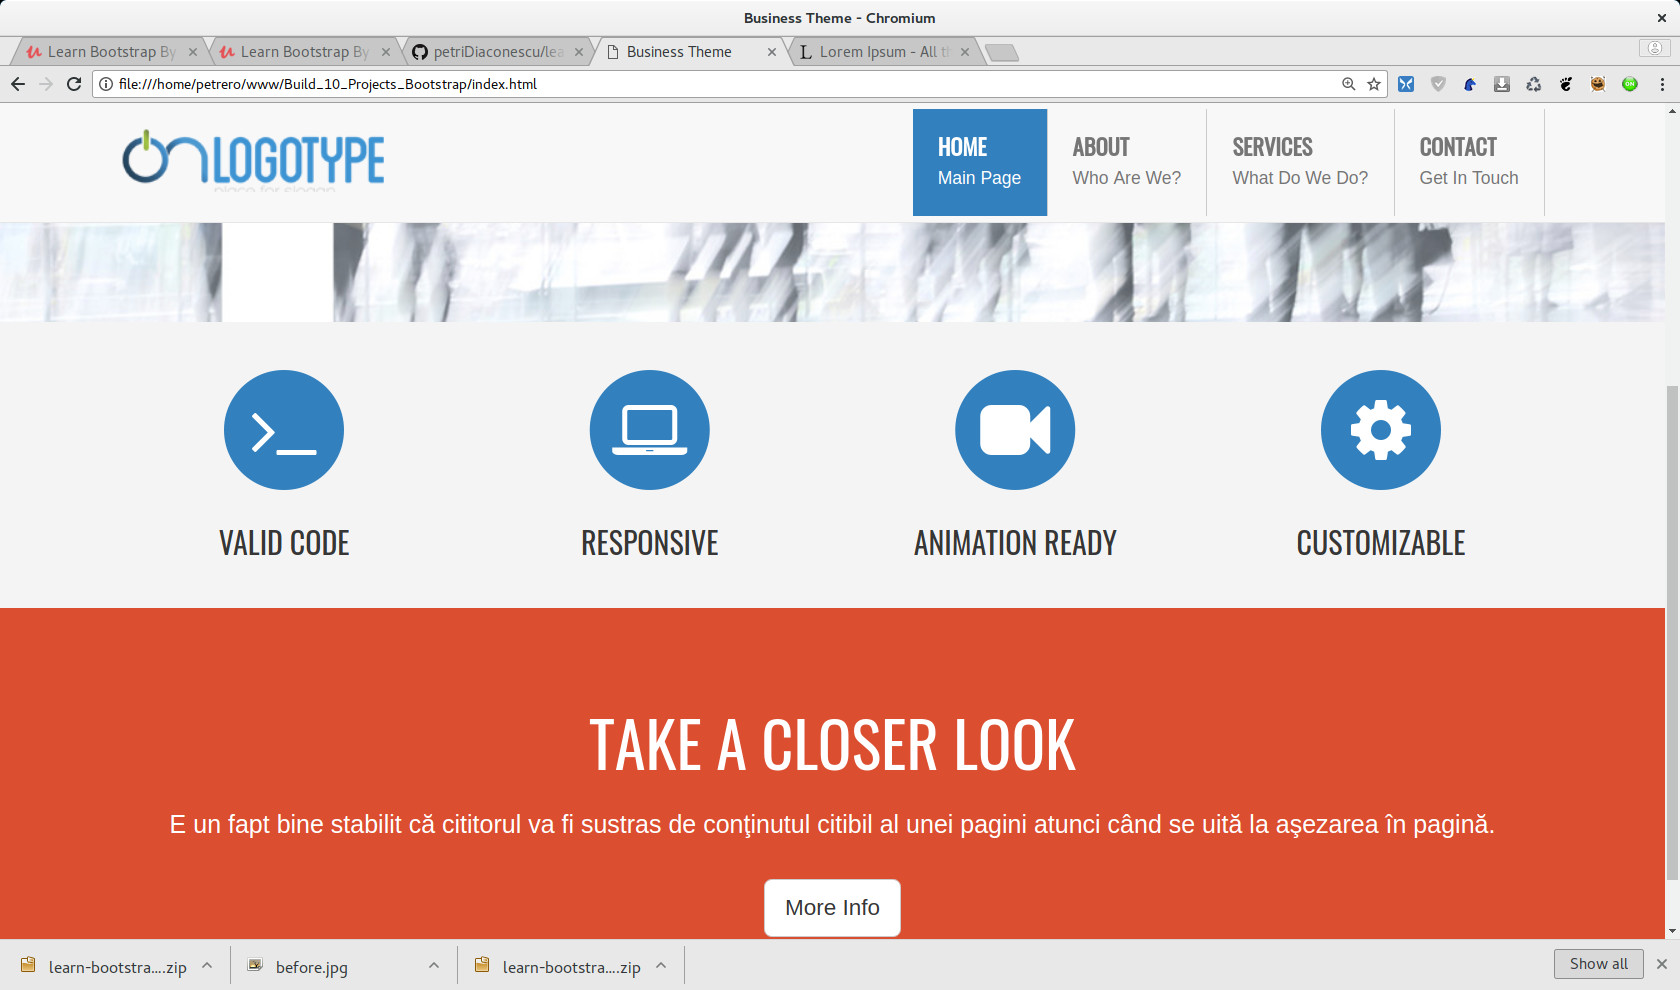 Business Theme - Chromium
Learn Bootstrap By
Learn Bootstrap By
petriDiaconescu/lea
Business Theme
Lorem Ipsum - All t
file:///home/petrero/www/Build_10_Projects_Bootstrap/index.html
ON
LOGOTYPE
place for slogan
HOME
Main Page
ABOUT
Who Are We?
SERVICES
What Do We Do?
CONTACT
Get In Touch
VALID CODE
RESPONSIVE
ANIMATION READY
CUSTOMIZABLE
TAKE A CLOSER LOOK
E un fapt bine stabilit că cititorul va fi sustras de conţinutul citibil al unei pagini atunci când se uită la aşezarea în pagină.
More Info
learn-bootstra....zip
before.jpg
learn-bootstra....zip
Show all